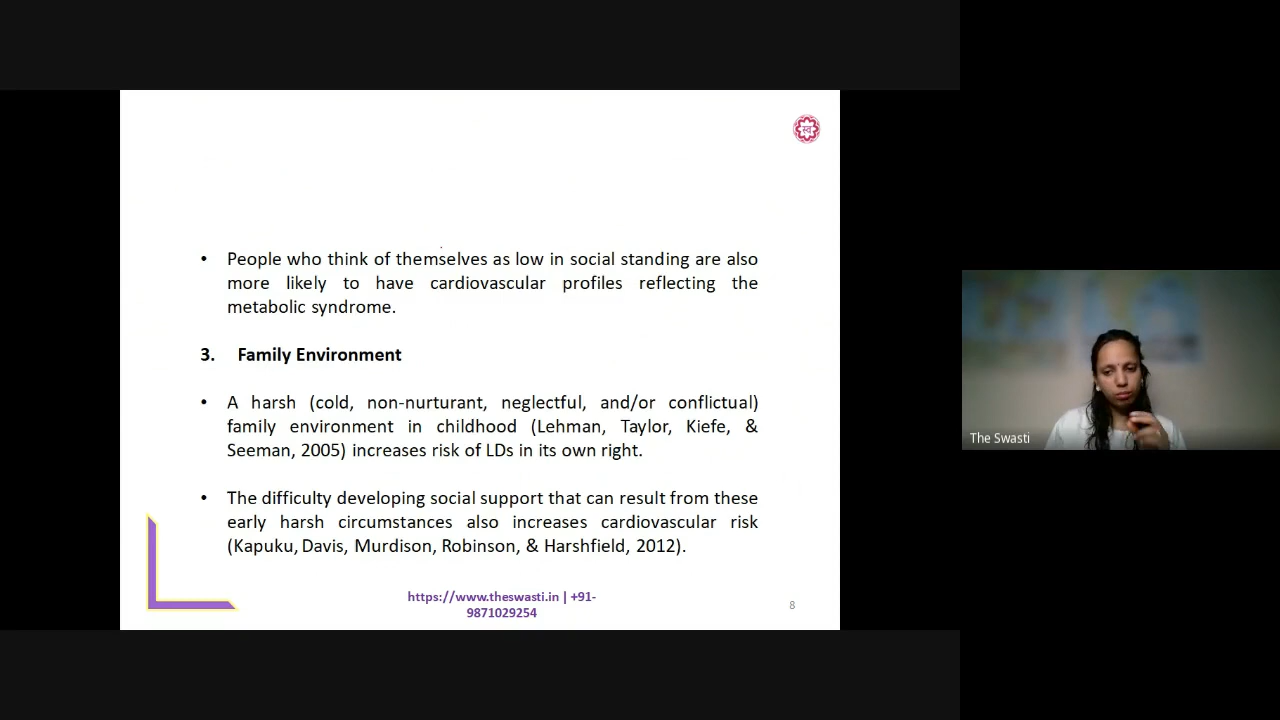 • People who think of themselves as low in social standing are also
more likely to have cardiovascular profiles reflecting the
metabolic syndrome.
3. Family Environment
• A harsh (cold, non-nurturant, neglectful, and/or conflictual)
family environment in childhood (Lehman, Taylor, Kiefe, &
Seeman, 2005) increases risk of LDs in its own right.
• The difficulty developing social support that can result from these
early harsh circumstances also increases cardiovascular risk
(Kapuku, Davis, Murdison, Robinson, & Harshfield, 2012).
https://www.theswasti.in | +91-
9871029254
8
The Swasti